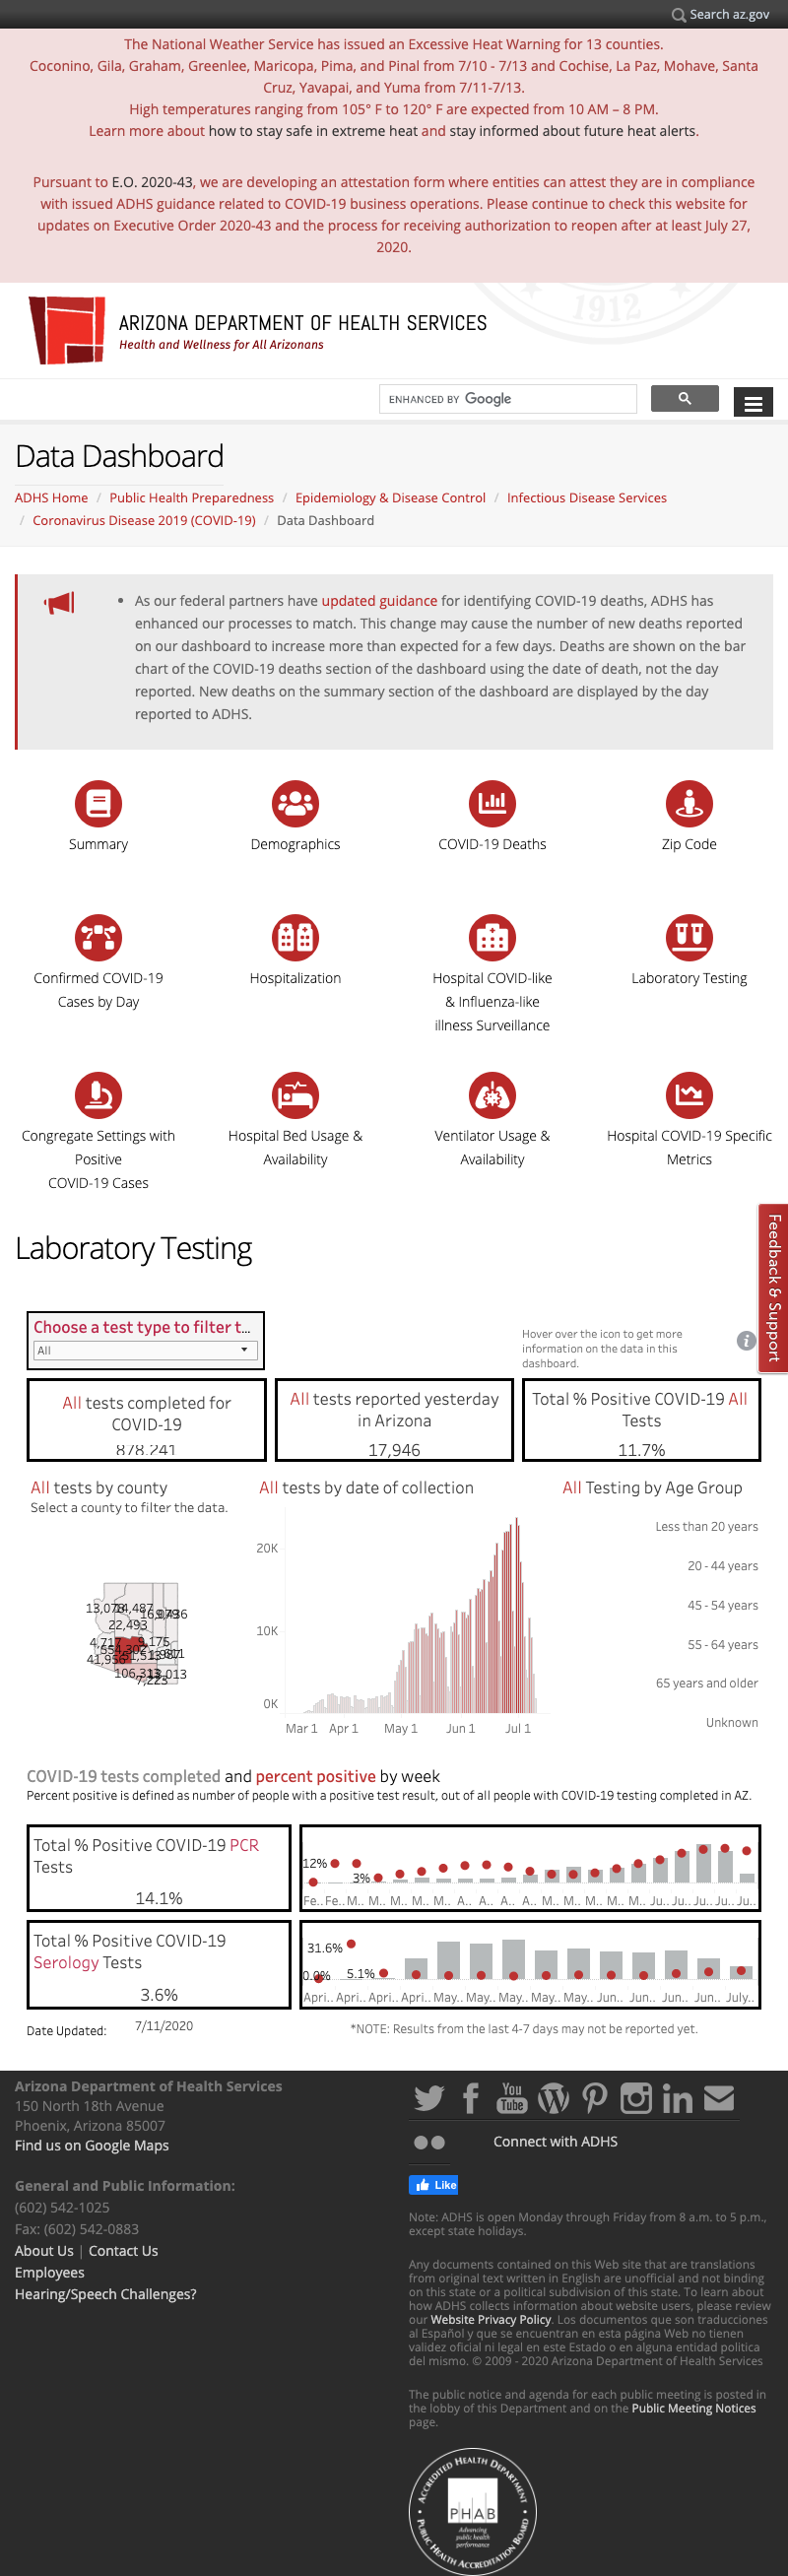 Search az.gov
The National Weather Service has issued an Excessive Heat Warning for 13 counties.
Coconino, Gila, Graham, Greenlee, Maricopa, Pima, and Pinal from 7/10 - 7/13 and Cochise, La Paz, Mohave, Santa
Cruz, Yavapai, and Yuma from 7/11-7/13.
High temperatures ranging from 105° F to 120° F are expected from 10 AM – 8 PM.
Learn more about how to stay safe in extreme heat and stay informed about future heat alerts.
Pursuant to E.O. 2020-43, we are developing an attestation form where entities can attest they are in compliance
with issued ADHS guidance related to COVID-19 business operations. Please continue to check this website for
updates on Executive Order 2020-43 and the process for receiving authorization to reopen after at least July 27,
2020.
1912
ARIZONA DEPARTMENT OF HEALTH SERVICES
Health and Wellness for All Arizonans
ENHANCED BY Google
Data Dashboard
ADHS Home / Public Health Preparedness / Epidemiology & Disease Control / Infectious Disease Services
/ Coronavirus Disease 2019 (COVID-19) / Data Dashboard
• As our federal partners have updated guidance for identifying COVID-19 deaths, ADHS has
enhanced our processes to match. This change may cause the number of new deaths reported
on our dashboard to increase more than expected for a few days. Deaths are shown on the bar
chart of the COVID-19 deaths section of the dashboard using the date of death, not the day
reported. New deaths on the summary section of the dashboard are displayed by the day
reported to ADHS.
Summary
Demographics
COVID-19 Deaths
Zip Code
Confirmed COVID-19
Cases by Day
Hospitalization
Hospital COVID-like
& Influenza-like
illness Surveillance
Laboratory Testing
Congregate Settings with
Positive
COVID-19 Cases
Hospital Bed Usage &
Availability
Ventilator Usage &
Availability
Hospital COVID-19 Specific
Metrics
Feedback & Support
Laboratory Testing
Choose a test type to filter t...
All
Hover over the icon to get more
information on the data in this
dashboard.
All tests completed for
COVID-19
878,241
All tests reported yesterday
in Arizona
17,946
Total % Positive COVID-19 All
Tests
11.7%
All tests by county
Select a county to filter the data.
13,078
22,493
4,717
41,956
106,313
7,223
All tests by date of collection
20K
10K
0K
Mar 1 Apr 1 May 1 Jun 1 Jul 1
All Testing by Age Group
Less than 20 years
20 - 44 years
45 - 54 years
55 - 64 years
65 years and older
Unknown
COVID-19 tests completed and percent positive by week
Percent positive is defined as number of people with a positive test result, out of all people with COVID-19 testing completed in AZ.
Total % Positive COVID-19 PCR
Tests
14.1%
12%
3%
Fe.. Fe.. M.. M.. M.. M.. M.. A.. A.. A.. A.. M.. M.. M.. M.. M.. Ju.. Ju.. Ju.. Ju.. Ju..
Total % Positive COVID-19
Serology Tests
3.6%
31.6%
0.0% 5.1%
Apri.. Apri.. Apri.. Apri.. May.. May.. May.. May.. May.. Jun.. Jun.. Jun.. Jun.. July..
Date Updated: 7/11/2020
*NOTE: Results from the last 4-7 days may not be reported yet.
Arizona Department of Health Services
150 North 18th Avenue
Phoenix, Arizona 85007
Find us on Google Maps
General and Public Information:
(602) 542-1025
Fax: (602) 542-0883
About Us | Contact Us
Employees
Hearing/Speech Challenges?
You Tube
Connect with ADHS
Like
Note: ADHS is open Monday through Friday from 8 a.m. to 5 p.m.,
except state holidays.
Any documents contained on this Web site that are translations
from original text written in English are unofficial and not binding
on this state or a political subdivision of this state. To learn about
how ADHS collects information about website users, please review
our Website Privacy Policy. Los documentos que son traducciones
al Español y que se encuentran en esta página Web no tienen
validez oficial ni legal en este Estado o en alguna entidad politica
del mismo. © 2009 - 2020 Arizona Department of Health Services
The public notice and agenda for each public meeting is posted in
the lobby of this Department and on the Public Meeting Notices
page.
ACCREDITED HEALTH DEPARTMENT
PHAB
Advancing
public health
performance
PUBLIC HEALTH ACCREDITATION BOARD